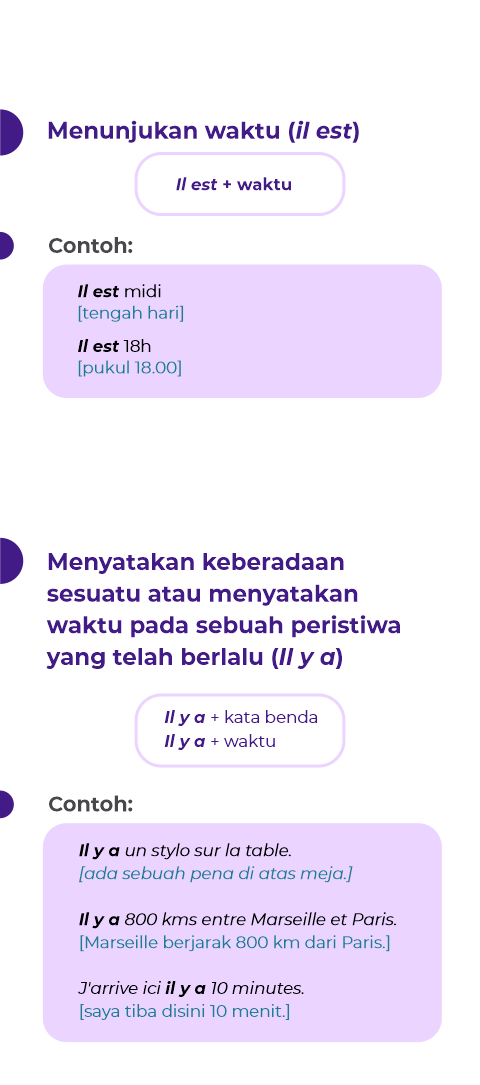 Menunjukan waktu (il est)
Il est + waktu
Contoh:
Il est midi
[tengah hari]
Il est 18h
[pukul 18.00]
Menyatakan keberadaan
sesuatu atau menyatakan
waktu pada sebuah peristiwa
yang telah berlalu (Il y a)
Il y a + kata benda
Il y a + waktu
Contoh:
Il y a un stylo sur la table.
[ada sebuah pena di atas meja.]
Il y a 800 kms entre Marseille et Paris.
[Marseille berjarak 800 km dari Paris.]
J'arrive ici il y a 10 minutes.
[saya tiba disini 10 menit.]